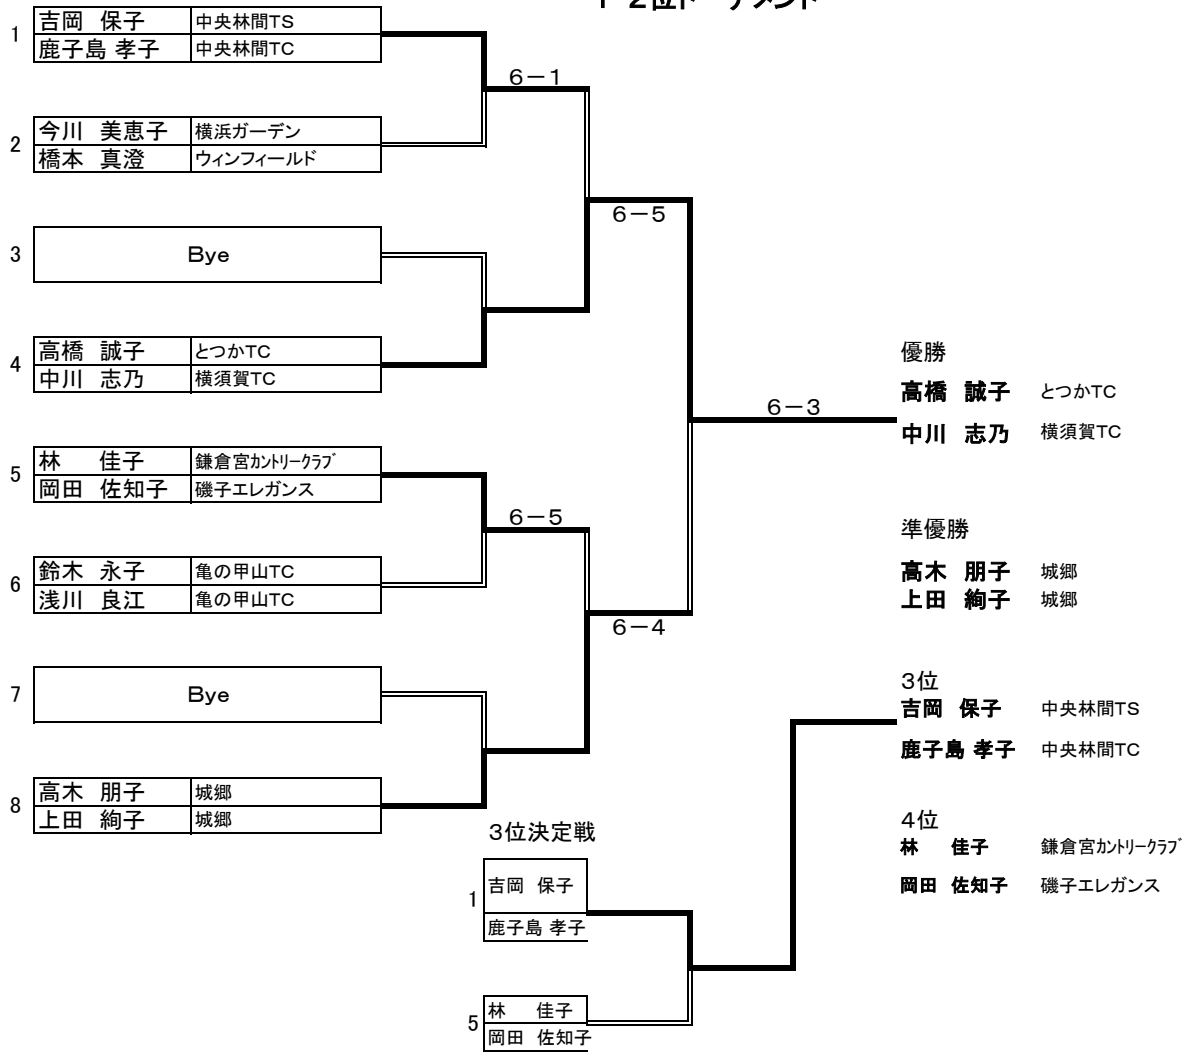 1-2位トーナメント
1 吉岡 保子 中央林間TS
鹿子島 孝子 中央林間TC
6-1
2 今川 美恵子 横浜ガーデン
橋本 真澄 ウィンフィールド
6-5
3 Bye
4 高橋 誠子 とつかTC
中川 志乃 横須賀TC
6-3
優勝
高橋 誠子 とつかTC
中川 志乃 横須賀TC
5 林 佳子 鎌倉宮ｶﾝﾄﾘｰｸﾗﾌﾞ
岡田 佐知子 磯子エレガンス
6-5
6 鈴木 永子 亀の甲山TC
浅川 良江 亀の甲山TC
6-4
準優勝
高木 朋子 城郷
上田 絢子 城郷
7 Bye
8 高木 朋子 城郷
上田 絢子 城郷
3位
吉岡 保子 中央林間TS
鹿子島 孝子 中央林間TC
4位
林 佳子 鎌倉宮ｶﾝﾄﾘｰｸﾗﾌﾞ
岡田 佐知子 磯子エレガンス
3位決定戦
1 吉岡 保子
鹿子島 孝子
5 林 佳子
岡田 佐知子